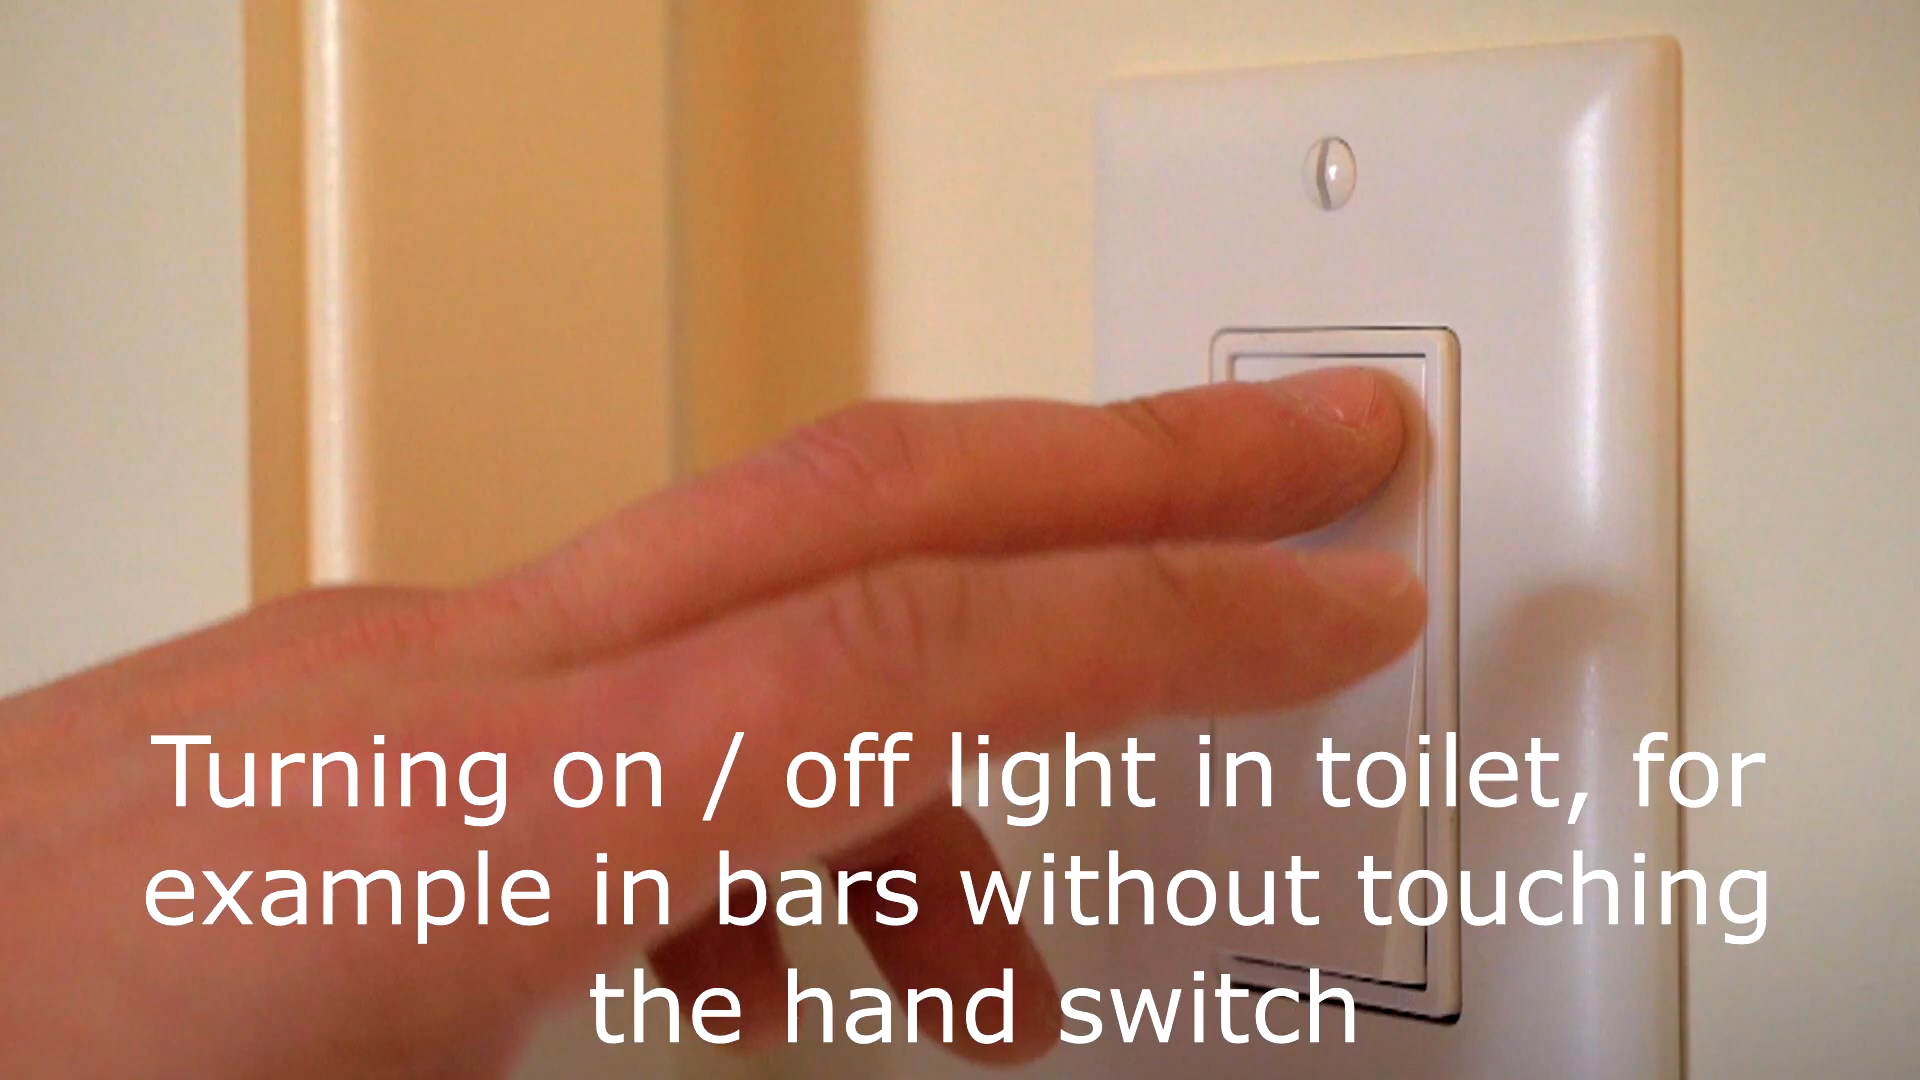 Turning on / off light in toilet, for
example in bars without touching
the hand switch